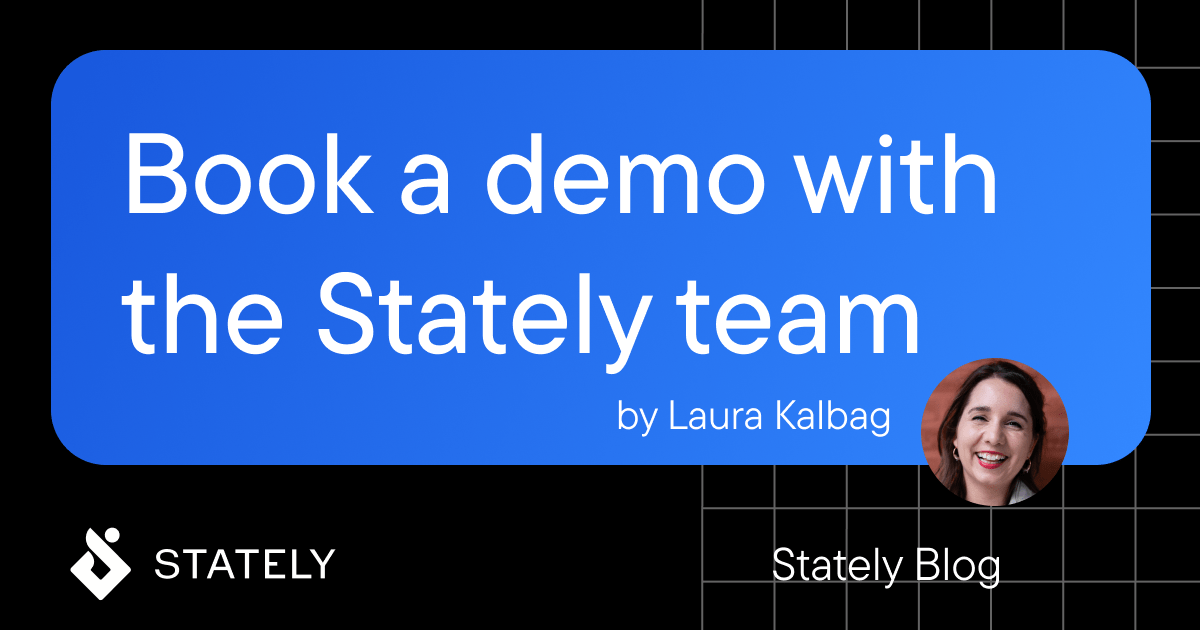 Book a demo with
the Stately team
by Laura Kalbag
STATELY
Stately Blog